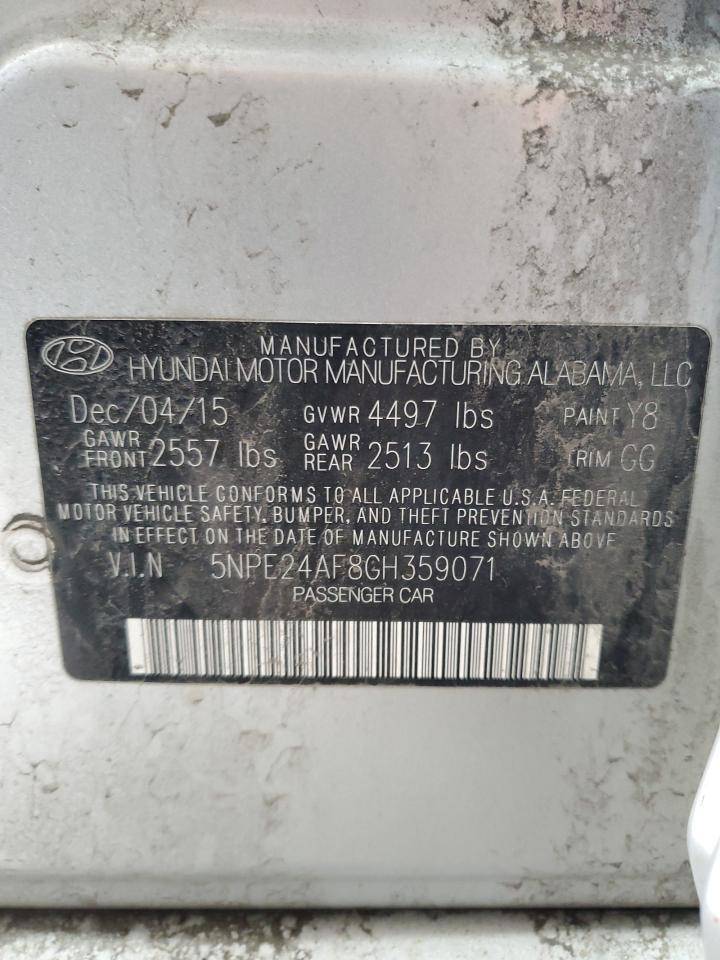 MANUFACTURED BY
HYUNDAI MOTOR MANUFACTURING ALABAMA, LLC
Dec/04/15 GVWR 4497 lbs PAINT Y8
GAWR FRONT 2557 lbs GAWR REAR 2513 lbs TRIM GG
THIS VEHICLE CONFORMS TO ALL APPLICABLE U.S.A. FEDERAL
MOTOR VEHICLE SAFETY, BUMPER, AND THEFT PREVENTION STANDARDS
IN EFFECT ON THE DATE OF MANUFACTURE SHOWN ABOVE.
V.I.N 5NPE24AF8GH359071
PASSENGER CAR